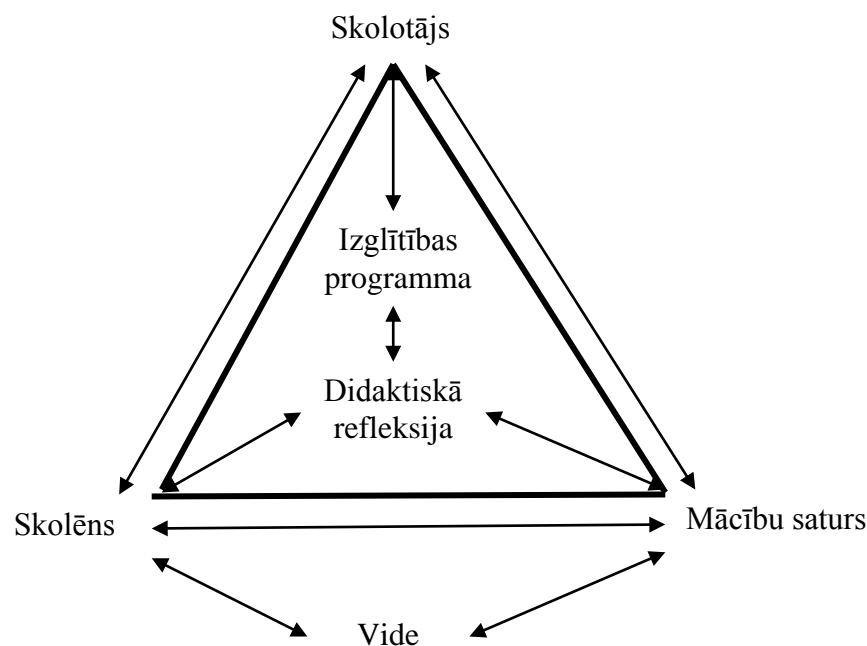 Skolotājs
Izglītības
programma
Didaktiskā
refleksija
Skolēns
Mācību saturs
Vide